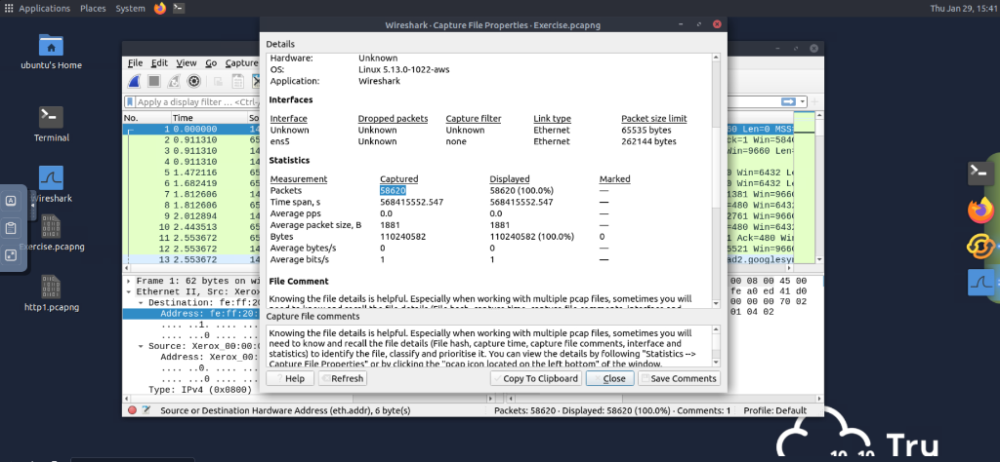 Applications Places System Thu Jan 29, 15:41
ubuntu's Home
Terminal
Wireshark
Exercise.pcapng
http1.pcapng
Wireshark · Capture File Properties · Exercise.pcapng
Details
Hardware: Unknown
OS: Linux 5.13.0-1022-aws
Application: Wireshark
Interfaces
Interface Dropped packets Capture filter Link type Packet size limit
Unknown Unknown Unknown Ethernet 65535 bytes
ens5 Unknown none Ethernet 262144 bytes
Statistics
Measurement Captured Displayed Marked
Packets 58620 58620 (100.0%) —
Time span, s 568415552.547 568415552.547 —
Average pps 0.0 0.0 —
Average packet size, B 1881 1881 —
Bytes 110240582 110240582 (100.0%) 0
Average bytes/s 0 0 —
Average bits/s 1 1 —
File Comment
Knowing the file details is helpful. Especially when working with multiple pcap files, sometimes you will
need to know and recall the file details (File hash, capture time, capture file comments, interface and
Capture file comments
Knowing the file details is helpful. Especially when working with multiple pcap files, sometimes you will
need to know and recall the file details (File hash, capture time, capture file comments, interface and
statistics) to identify the file, classify and prioritise it. You can view the details by following "Statistics -->
Capture File Properties" or by clicking the "pcap icon located on the left bottom" of the window.
Help Refresh Copy To Clipboard Close Save Comments
File Edit View Go Capture
Apply a display filter ... <Ctrl-/
No. Time So
1 0.000000 14 60 Len=0 MSS=
2 0.911310 65 ck=1 Win=5840
3 0.911310 14 Win=9660 Len=
4 0.911310 14
5 1.472116 65 0 Win=6432 Le
6 1.682419 65
7 1.812606 65 1381 Win=9660
8 1.812606 14 =480 Win=6432
9 2.012894 14 2761 Win=9660
10 2.443513 65 =480 Win=6432
11 2.553672 65 1 Ack=480 Win
12 2.553672 14 5521 Win=9660
13 2.553672 14 ad2.googlesyn
Frame 1: 62 bytes on wi
Ethernet II, Src: Xerox
Destination: fe:ff:20:
Address: fe:ff:20:
.... ..1. .... ...
.... ...0 .... ...
Source: Xerox_00:00:0
Address: Xerox_00:
.... ..0. .... ...
.... ...0 .... ...
Type: IPv4 (0x0800)
00 08 00 45 00
fe a0 ed 41 d0
00 00 00 70 02
01 04 02
Source or Destination Hardware Address (eth.addr), 6 byte(s) Packets: 58620 · Displayed: 58620 (100.0%) · Comments: 1 Profile: Default
10 10 Tru